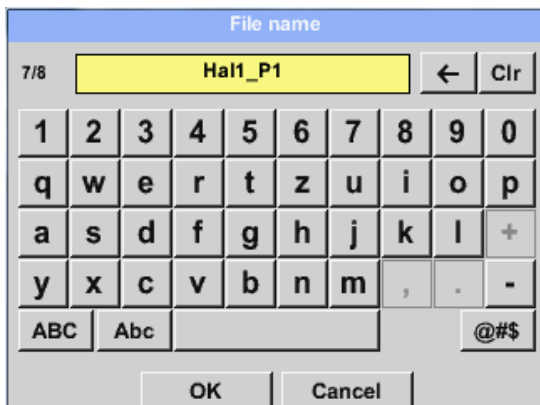 File name
7/8 Hal1_P1 ← Clr
1 2 3 4 5 6 7 8 9 0
q w e r t z u i o p
a s d f g h j k l +
y x c v b n m , . -
ABC Abc @#$
OK Cancel